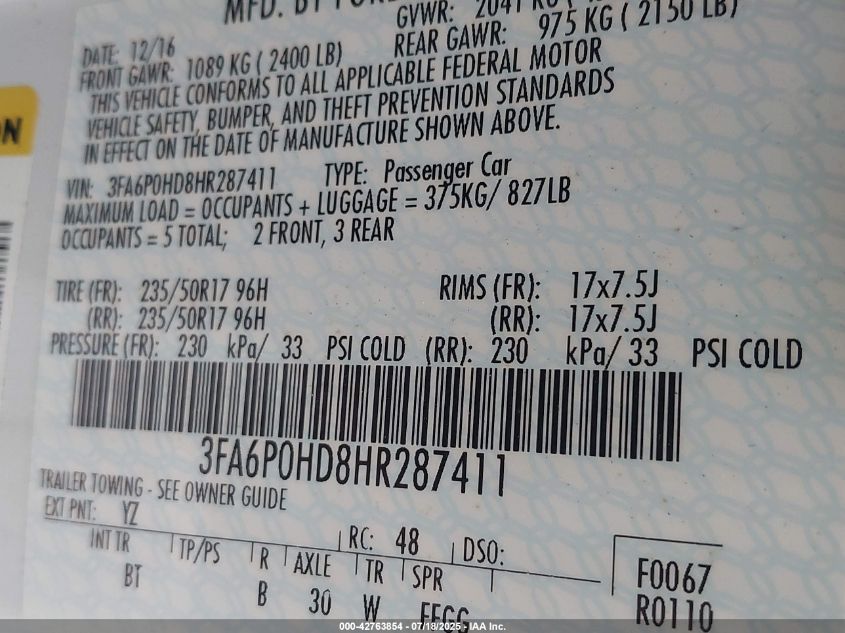 MFD. BY
GVWR: 2041
DATE: 12/16
REAR GAWR: 975 KG ( 2150 LB)
FRONT GAWR: 1089 KG ( 2400 LB)
THIS VEHICLE CONFORMS TO ALL APPLICABLE FEDERAL MOTOR
VEHICLE SAFETY, BUMPER, AND THEFT PREVENTION STANDARDS
IN EFFECT ON THE DATE OF MANUFACTURE SHOWN ABOVE.
VIN: 3FA6P0HD8HR287411 TYPE: Passenger Car
MAXIMUM LOAD = OCCUPANTS + LUGGAGE = 375KG/ 827LB
OCCUPANTS = 5 TOTAL; 2 FRONT, 3 REAR
TIRE (FR): 235/50R17 96H RIMS (FR): 17x7.5J
(RR): 235/50R17 96H (RR): 17x7.5J
PRESSURE (FR): 230 kPa/ 33 PSI COLD (RR): 230 kPa/ 33 PSI COLD
3FA6P0HD8HR287411
TRAILER TOWING - SEE OWNER GUIDE
EXT PNT: YZ RC: 48 DSO:
INT TR TP/PS R AXLE TR SPR
BT B 30 W
F0067
R0110
000-42763854 - 07/18/2025 - IAA Inc.